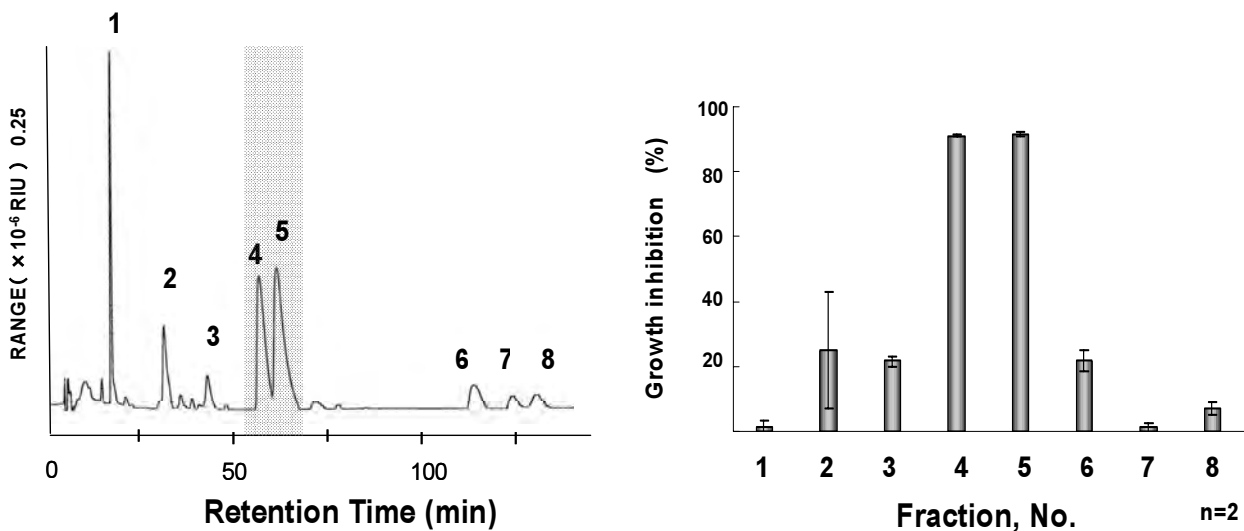 1
2
3
4
5
6
7
8
RANGE( ×10⁻⁶ RIU ) 0.25
0
50
100
Retention Time (min)
Growth inhibition (%)
100
80
60
40
20
1 2 3 4 5 6 7 8
Fraction, No.
n=2